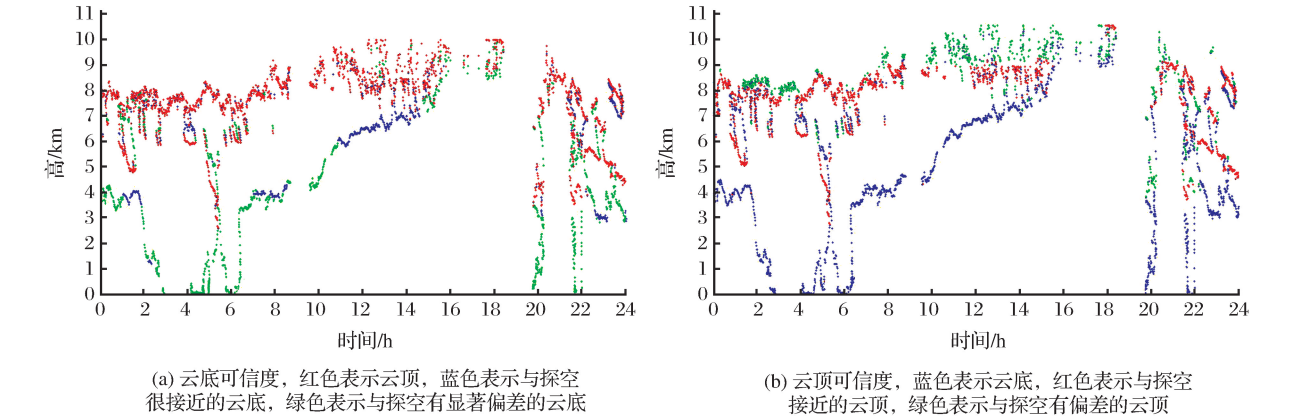 11
10
9
8
7
6
5
4
3
2
1
0
高/km
0 2 4 6 8 10 12 14 16 18 20 22 24
时间/h
(a) 云底可信度，红色表示云顶，蓝色表示与探空
很接近的云底，绿色表示与探空有显著偏差的云底
11
10
9
8
7
6
5
4
3
2
1
0
高/km
0 2 4 6 8 10 12 14 16 18 20 22 24
时间/h
(b) 云顶可信度，蓝色表示云底，红色表示与探空
接近的云顶，绿色表示与探空有偏差的云顶